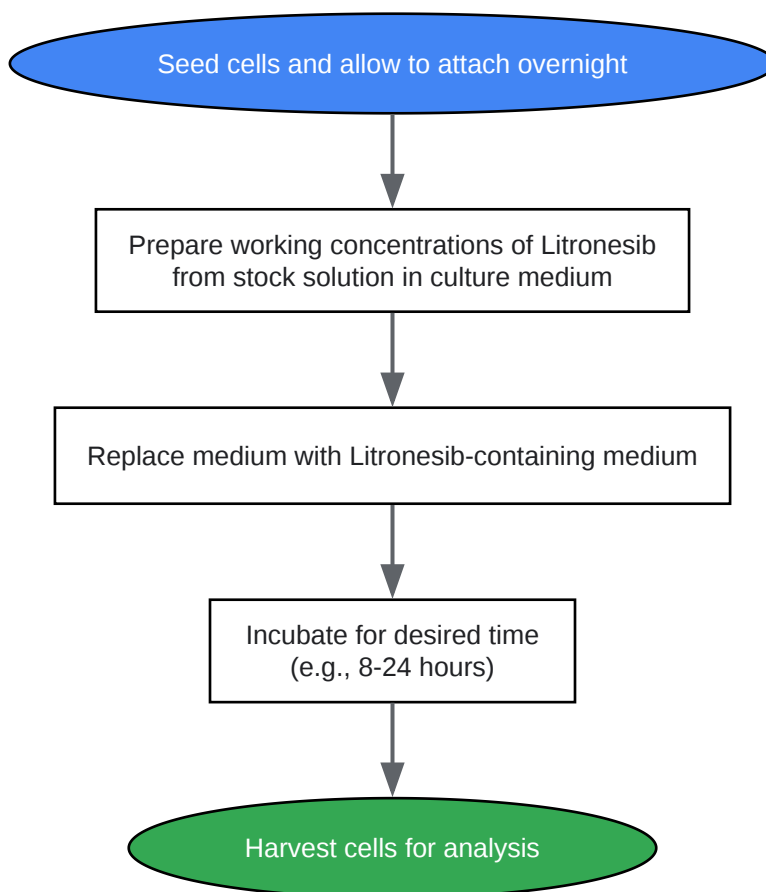 Seed cells and allow to attach overnight
Prepare working concentrations of Litronesib
from stock solution in culture medium
Replace medium with Litronesib-containing medium
Incubate for desired time
(e.g., 8-24 hours)
Harvest cells for analysis